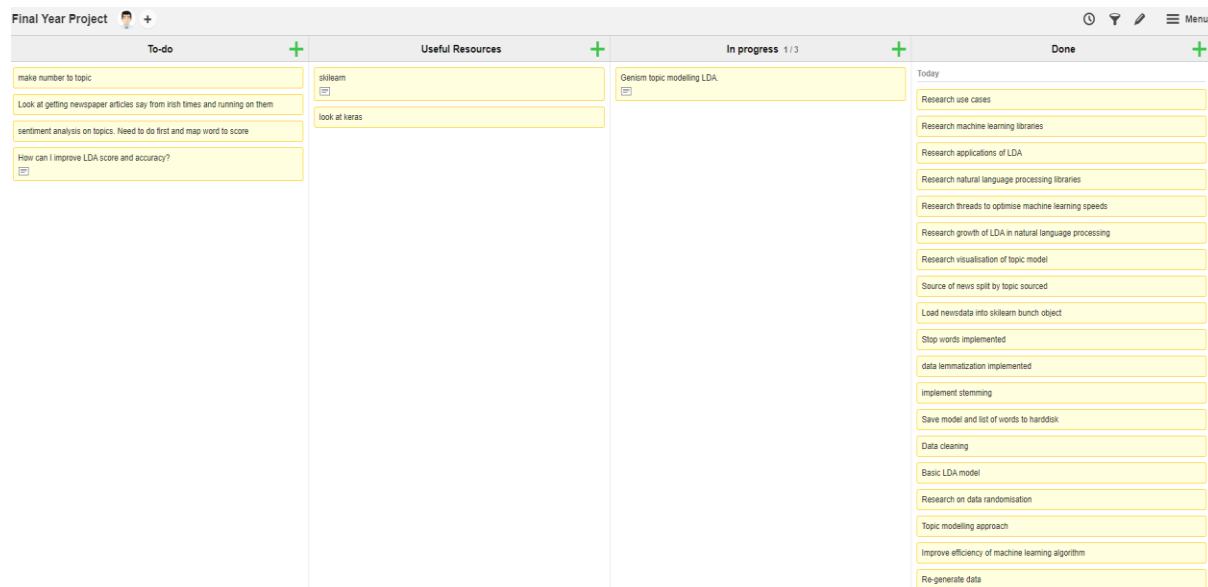 Final Year Project
Menu
To-do
make number to topic
Look at getting newspaper articles say from irish times and running on them
sentiment analysis on topics. Need to do first and map word to score
How can I improve LDA score and accuracy?
Useful Resources
skilearn
look at keras
In progress 1 / 3
Genism topic modelling LDA.
Done
Today
Research use cases
Research machine learning libraries
Research applications of LDA
Research natural language processing libraries
Research threads to optimise machine learning speeds
Research growth of LDA in natural language processing
Research visualisation of topic model
Source of news split by topic sourced
Load newsdata into skilearn bunch object
Stop words implemented
data lemmatization implemented
implement stemming
Save model and list of words to harddisk
Data cleaning
Basic LDA model
Research on data randomisation
Topic modelling approach
Improve efficiency of machine learning algorithm
Re-generate data